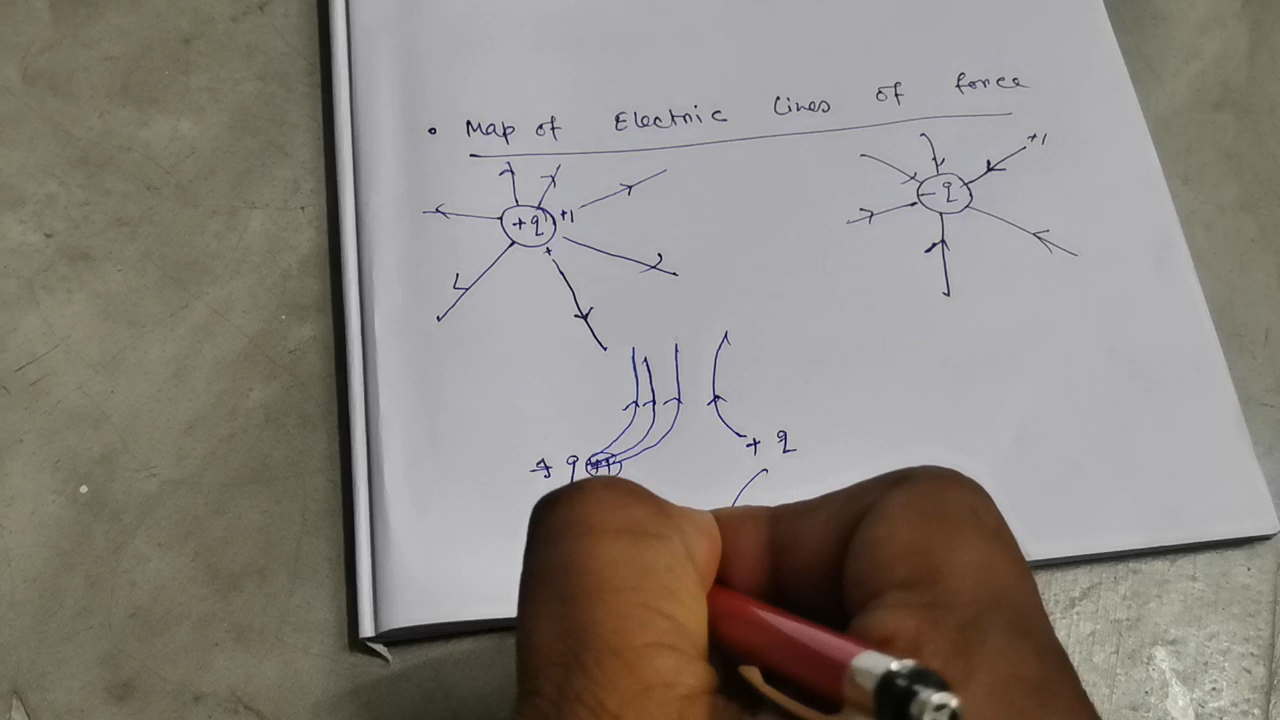 • Map of Electric Lines of force
+q +1
+
-q +1
+ q ++
+ q